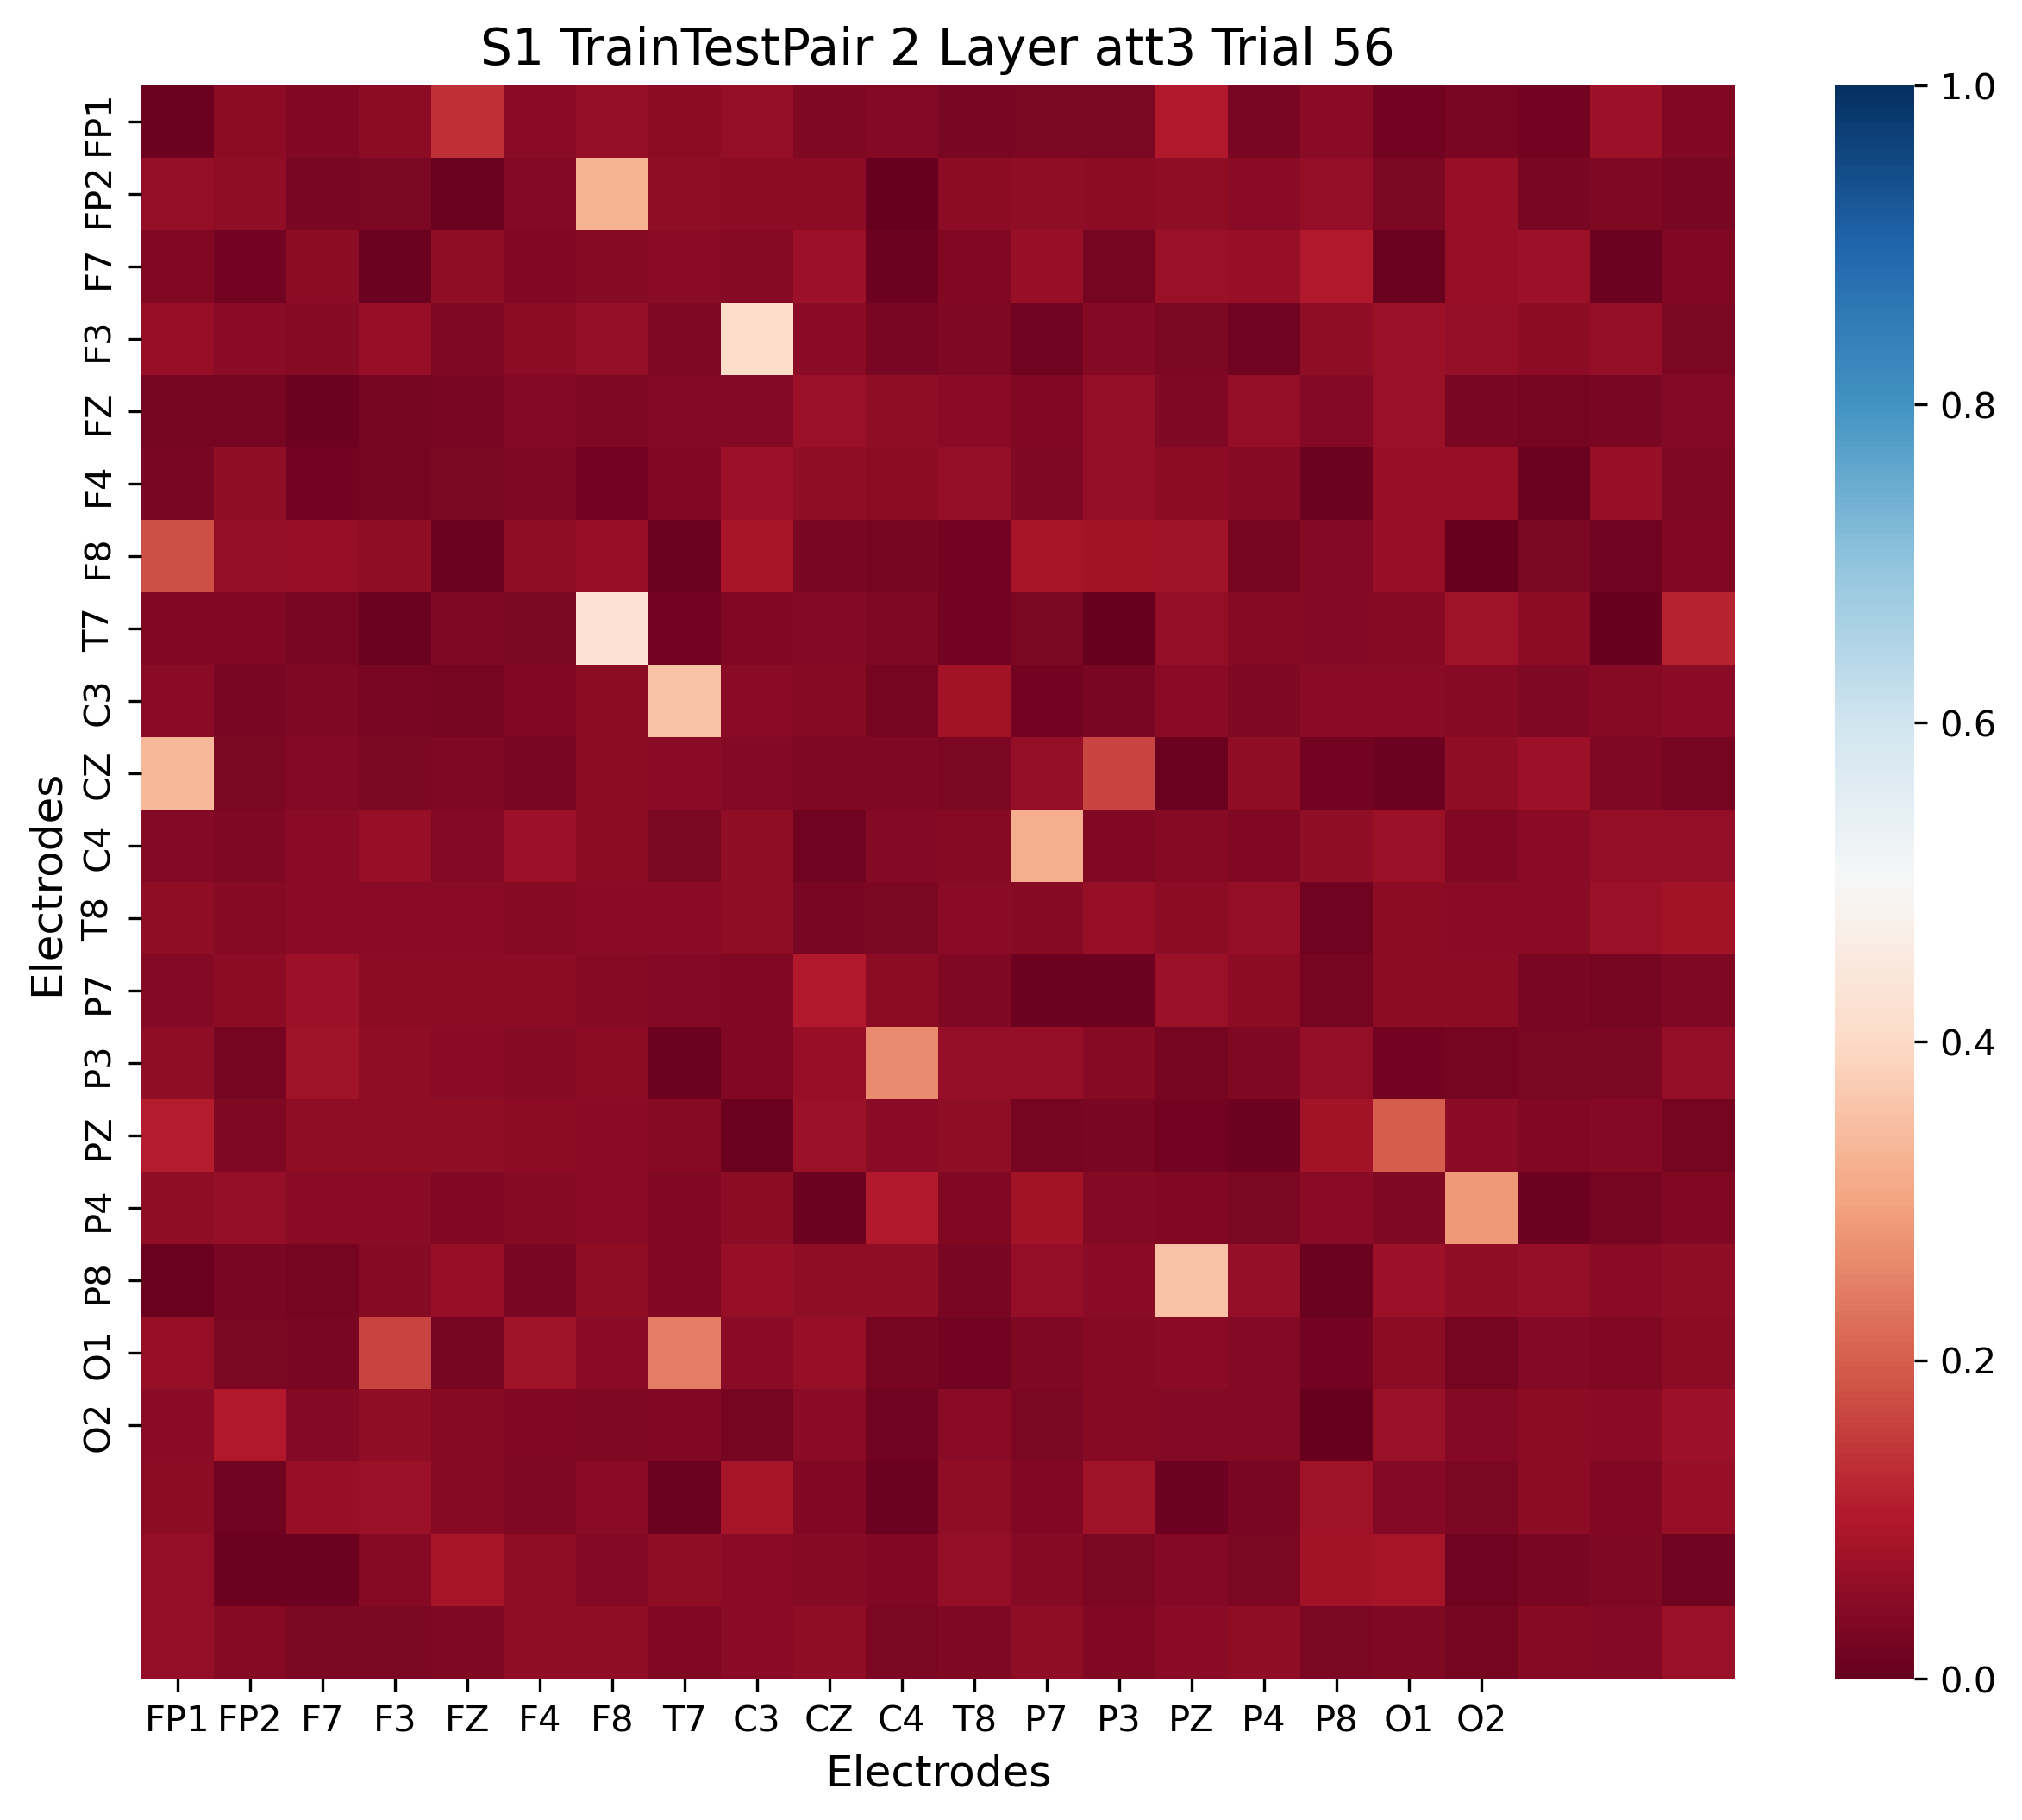 S1 TrainTestPair 2 Layer att3 Trial 56
Electrodes
FP1
FP2
F7
F3
FZ
F4
F8
T7
C3
CZ
C4
T8
P7
P3
PZ
P4
P8
O1
O2
1.0
0.8
0.6
0.4
0.2
0.0
FP1 FP2 F7 F3 FZ F4 F8 T7 C3 CZ C4 T8 P7 P3 PZ P4 P8 O1 O2
Electrodes